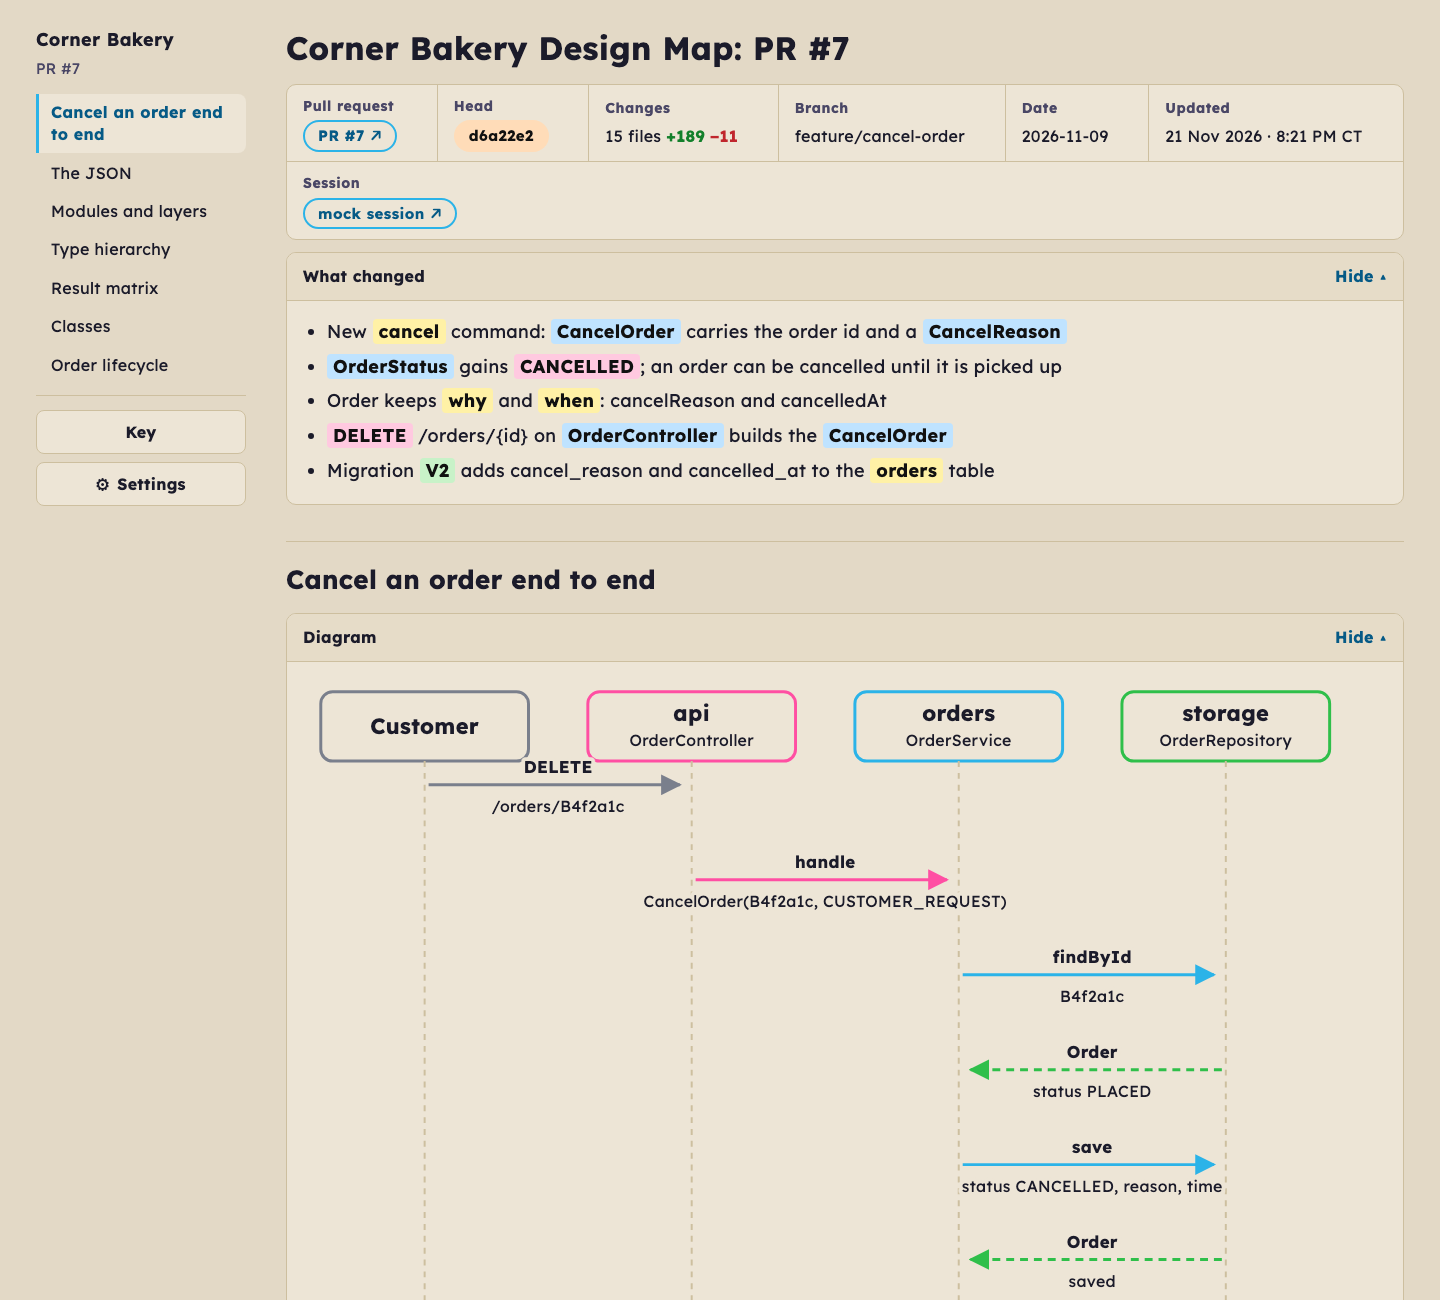 Corner Bakery
PR #7
Cancel an order end
to end
The JSON
Modules and layers
Type hierarchy
Result matrix
Classes
Order lifecycle
Key
⚙ Settings
Corner Bakery Design Map: PR #7
Pull request
PR #7 ↗
Head
d6a22e2
Changes
15 files +189 −11
Branch
feature/cancel-order
Date
2026-11-09
Updated
21 Nov 2026 · 8:21 PM CT
Session
mock session ↗
What changed
Hide ▴
• New cancel command: CancelOrder carries the order id and a CancelReason
• OrderStatus gains CANCELLED; an order can be cancelled until it is picked up
• Order keeps why and when: cancelReason and cancelledAt
• DELETE /orders/{id} on OrderController builds the CancelOrder
• Migration V2 adds cancel_reason and cancelled_at to the orders table
Cancel an order end to end
Diagram
Hide ▴
Customer
api
OrderController
orders
OrderService
storage
OrderRepository
DELETE
/orders/B4f2a1c
handle
CancelOrder(B4f2a1c, CUSTOMER_REQUEST)
findById
B4f2a1c
Order
status PLACED
save
status CANCELLED, reason, time
Order
saved